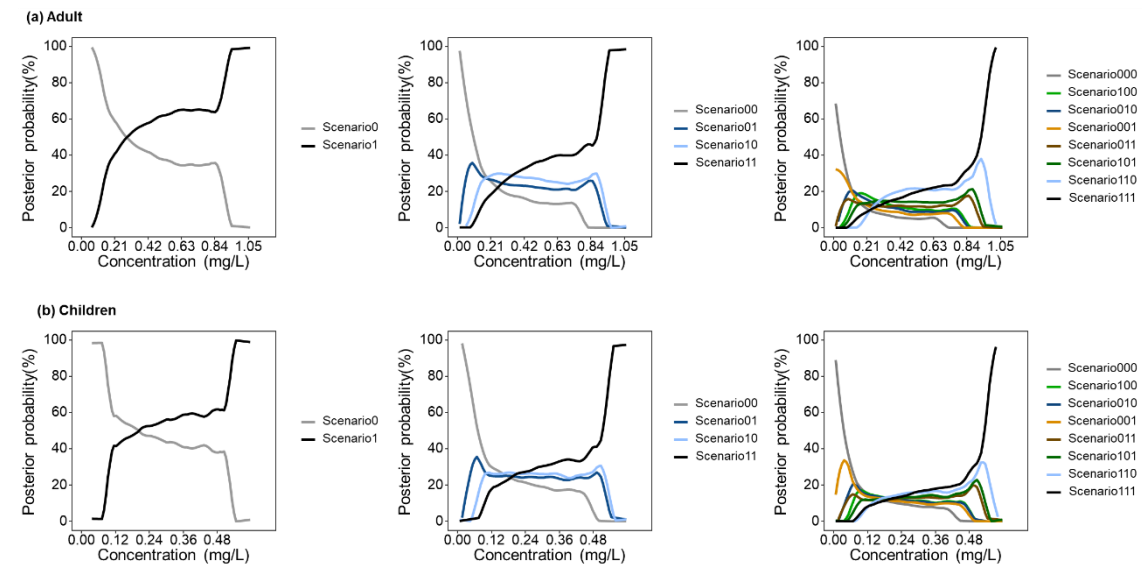 (a) Adult
Posterior probability(%)
100
80
60
40
20
0
0.00 0.21 0.42 0.63 0.84 1.05
Concentration (mg/L)
Scenario0
Scenario1
Posterior probability(%)
100
80
60
40
20
0
0.00 0.21 0.42 0.63 0.84 1.05
Concentration (mg/L)
Scenario00
Scenario01
Scenario10
Scenario11
Posterior probability(%)
100
80
60
40
20
0
0.00 0.21 0.42 0.63 0.84 1.05
Concentration (mg/L)
Scenario000
Scenario100
Scenario010
Scenario001
Scenario011
Scenario101
Scenario110
Scenario111
(b) Children
Posterior probability(%)
100
80
60
40
20
0
0.00 0.12 0.24 0.36 0.48
Concentration (mg/L)
Scenario0
Scenario1
Posterior probability(%)
100
80
60
40
20
0
0.00 0.12 0.24 0.36 0.48
Concentration (mg/L)
Scenario00
Scenario01
Scenario10
Scenario11
Posterior probability(%)
100
80
60
40
20
0
0.00 0.12 0.24 0.36 0.48
Concentration (mg/L)
Scenario000
Scenario100
Scenario010
Scenario001
Scenario011
Scenario101
Scenario110
Scenario111